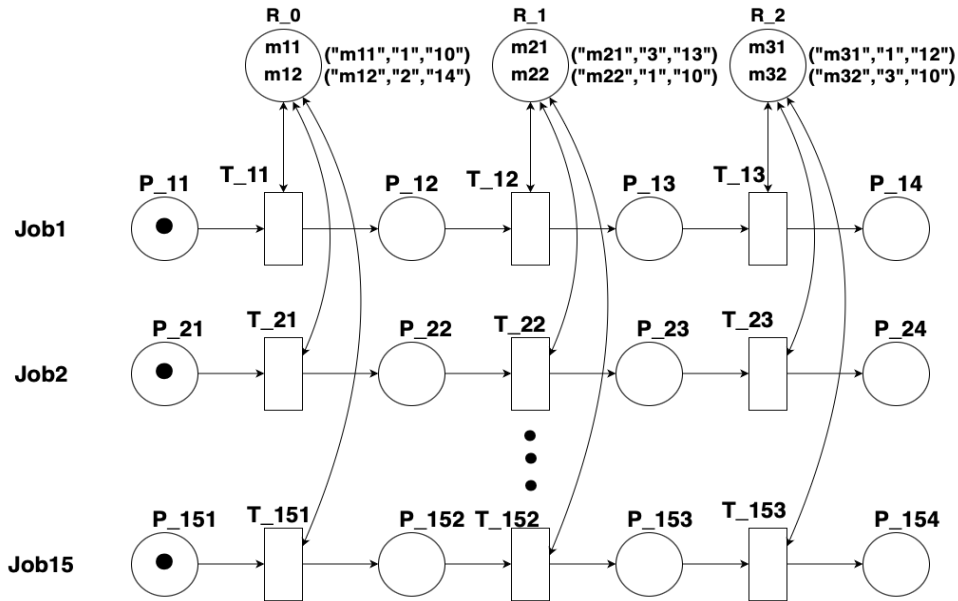 R_0 R_1 R_2
m11 ("m11","1","10") m21 ("m21","3","13") m31 ("m31","1","12")
m12 ("m12","2","14") m22 ("m22","1","10") m32 ("m32","3","10")
P_11 T_11 P_12 T_12 P_13 T_13 P_14
Job1
P_21 T_21 P_22 T_22 P_23 T_23 P_24
Job2
P_151 T_151 P_152 T_152 P_153 T_153 P_154
Job15